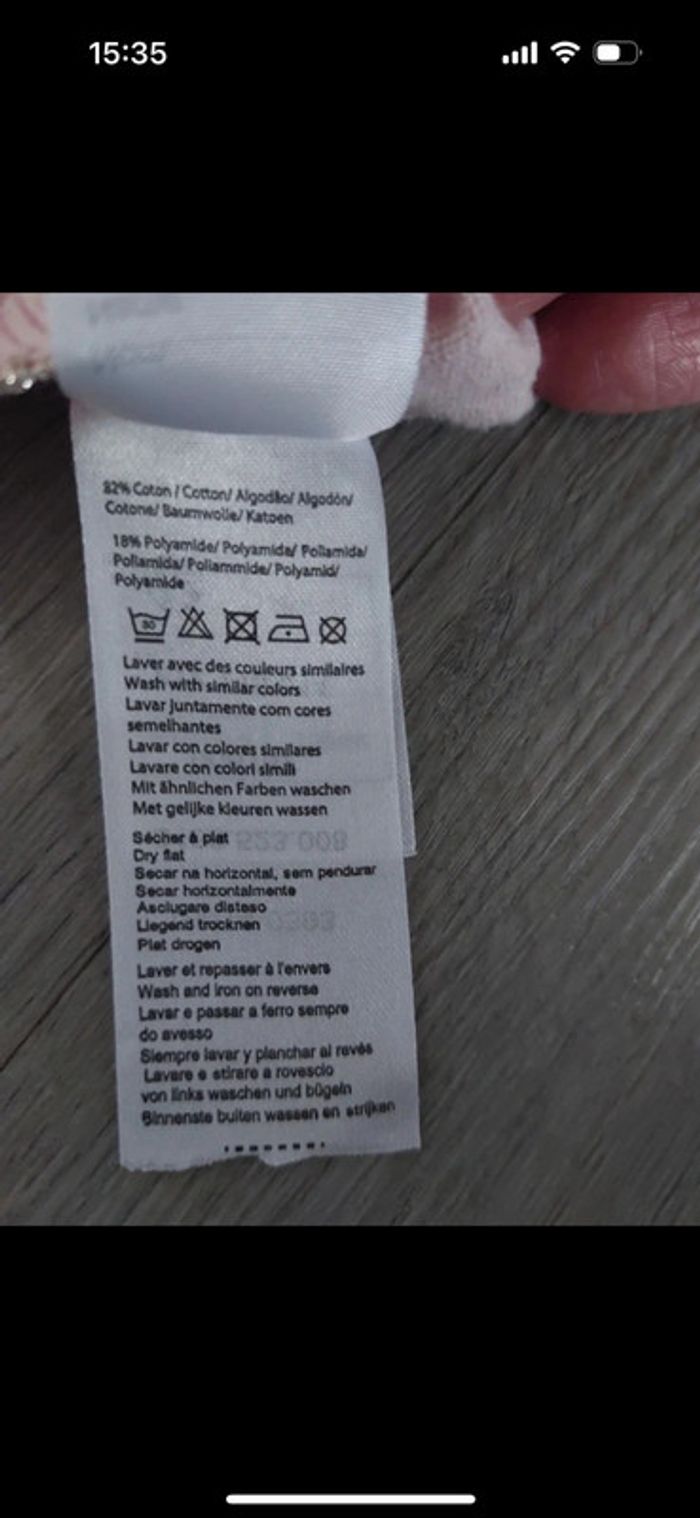 15:35
82% Coton / Cotton/ Algodão/ Algodón/
Cotone/ Baumwolle/ Katoen
18% Polyamide/ Polyamida/ Poliamida/
Poliamida/ Poliammide/ Polyamid/
Polyamide
30
Laver avec des couleurs similaires
Wash with similar colors
Lavar juntamente com cores
semelhantes
Lavar con colores similares
Lavare con colori simili
Mit ähnlichen Farben waschen
Met gelijke kleuren wassen
Sécher à plat
Dry flat
Secar na horizontal, sem pendurar
Secar horizontalmente
Asciugare disteso
Liegend trocknen
Plat drogen
Laver et repasser à l'envers
Wash and iron on reverse
Lavar e passar a ferro sempre
do avesso
Siempre lavar y planchar al revés
Lavare e stirare a rovescio
von links waschen und bügeln
Binnenste buiten wassen en strijken